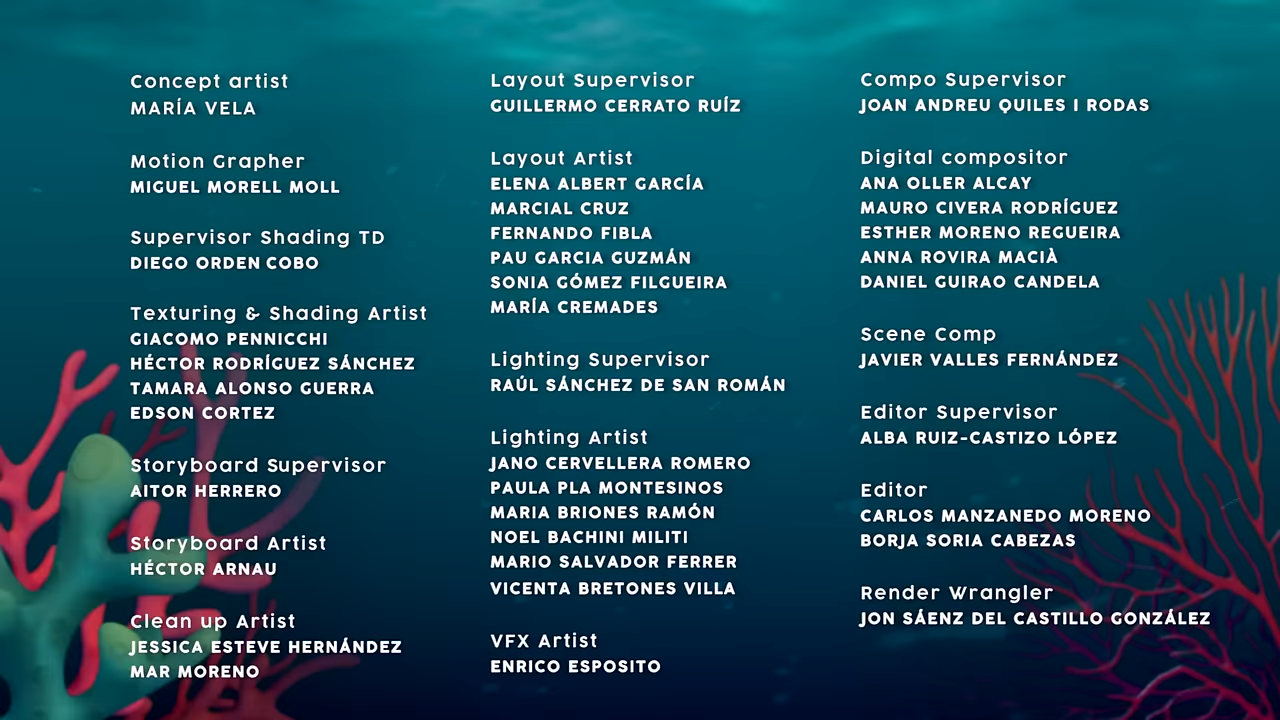 Concept artist
MARÍA VELA
Motion Grapher
MIGUEL MORELL MOLL
Supervisor Shading TD
DIEGO ORDEN COBO
Texturing & Shading Artist
GIACOMO PENNICCHI
HÉCTOR RODRÍGUEZ SÁNCHEZ
TAMARA ALONSO GUERRA
EDSON CORTEZ
Storyboard Supervisor
AITOR HERRERO
Storyboard Artist
HÉCTOR ARNAU
Clean up Artist
JESSICA ESTEVE HERNÁNDEZ
MAR MORENO
Layout Supervisor
GUILLERMO CERRATO RUÍZ
Layout Artist
ELENA ALBERT GARCÍA
MARCIAL CRUZ
FERNANDO FIBLA
PAU GARCIA GUZMÁN
SONIA GÓMEZ FILGUEIRA
MARÍA CREMADES
Lighting Supervisor
RAÚL SÁNCHEZ DE SAN ROMÁN
Lighting Artist
JANO CERVELLERA ROMERO
PAULA PLA MONTESINOS
MARIA BRIONES RAMÓN
NOEL BACHINI MILITI
MARIO SALVADOR FERRER
VICENTA BRETONES VILLA
VFX Artist
ENRICO ESPOSITO
Compo Supervisor
JOAN ANDREU QUILES I RODAS
Digital compositor
ANA OLLER ALCAY
MAURO CIVERA RODRÍGUEZ
ESTHER MORENO REGUEIRA
ANNA ROVIRA MACIÀ
DANIEL GUIRAO CANDELA
Scene Comp
JAVIER VALLES FERNÁNDEZ
Editor Supervisor
ALBA RUIZ-CASTIZO LÓPEZ
Editor
CARLOS MANZANEDO MORENO
BORJA SORIA CABEZAS
Render Wrangler
JON SÁENZ DEL CASTILLO GONZÁLEZ